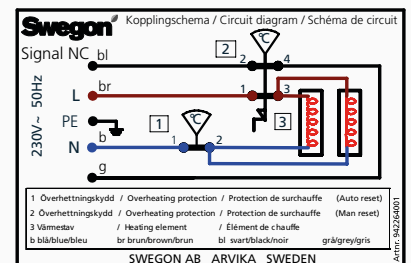 Swegon Kopplingschema / Circuit diagram / Schéma de circuit
Signal NC bl
2
2 4
°C
br
L
1 3
PE
1
°C
3
b
N
1 2
g
230V~ 50Hz
1 Överhettningskydd / Overheating protection / Protection de surchauffe (Auto reset)
2 Överhettningskydd / Overheating protection / Protection de surchauffe (Man reset)
3 Värmestav / Heating element / Élément de chauffe
b blå/blue/bleu br brun/brown/brun bl svart/black/noir grå/grey/gris
SWEGON AB ARVIKA SWEDEN
Artnr. 942264001